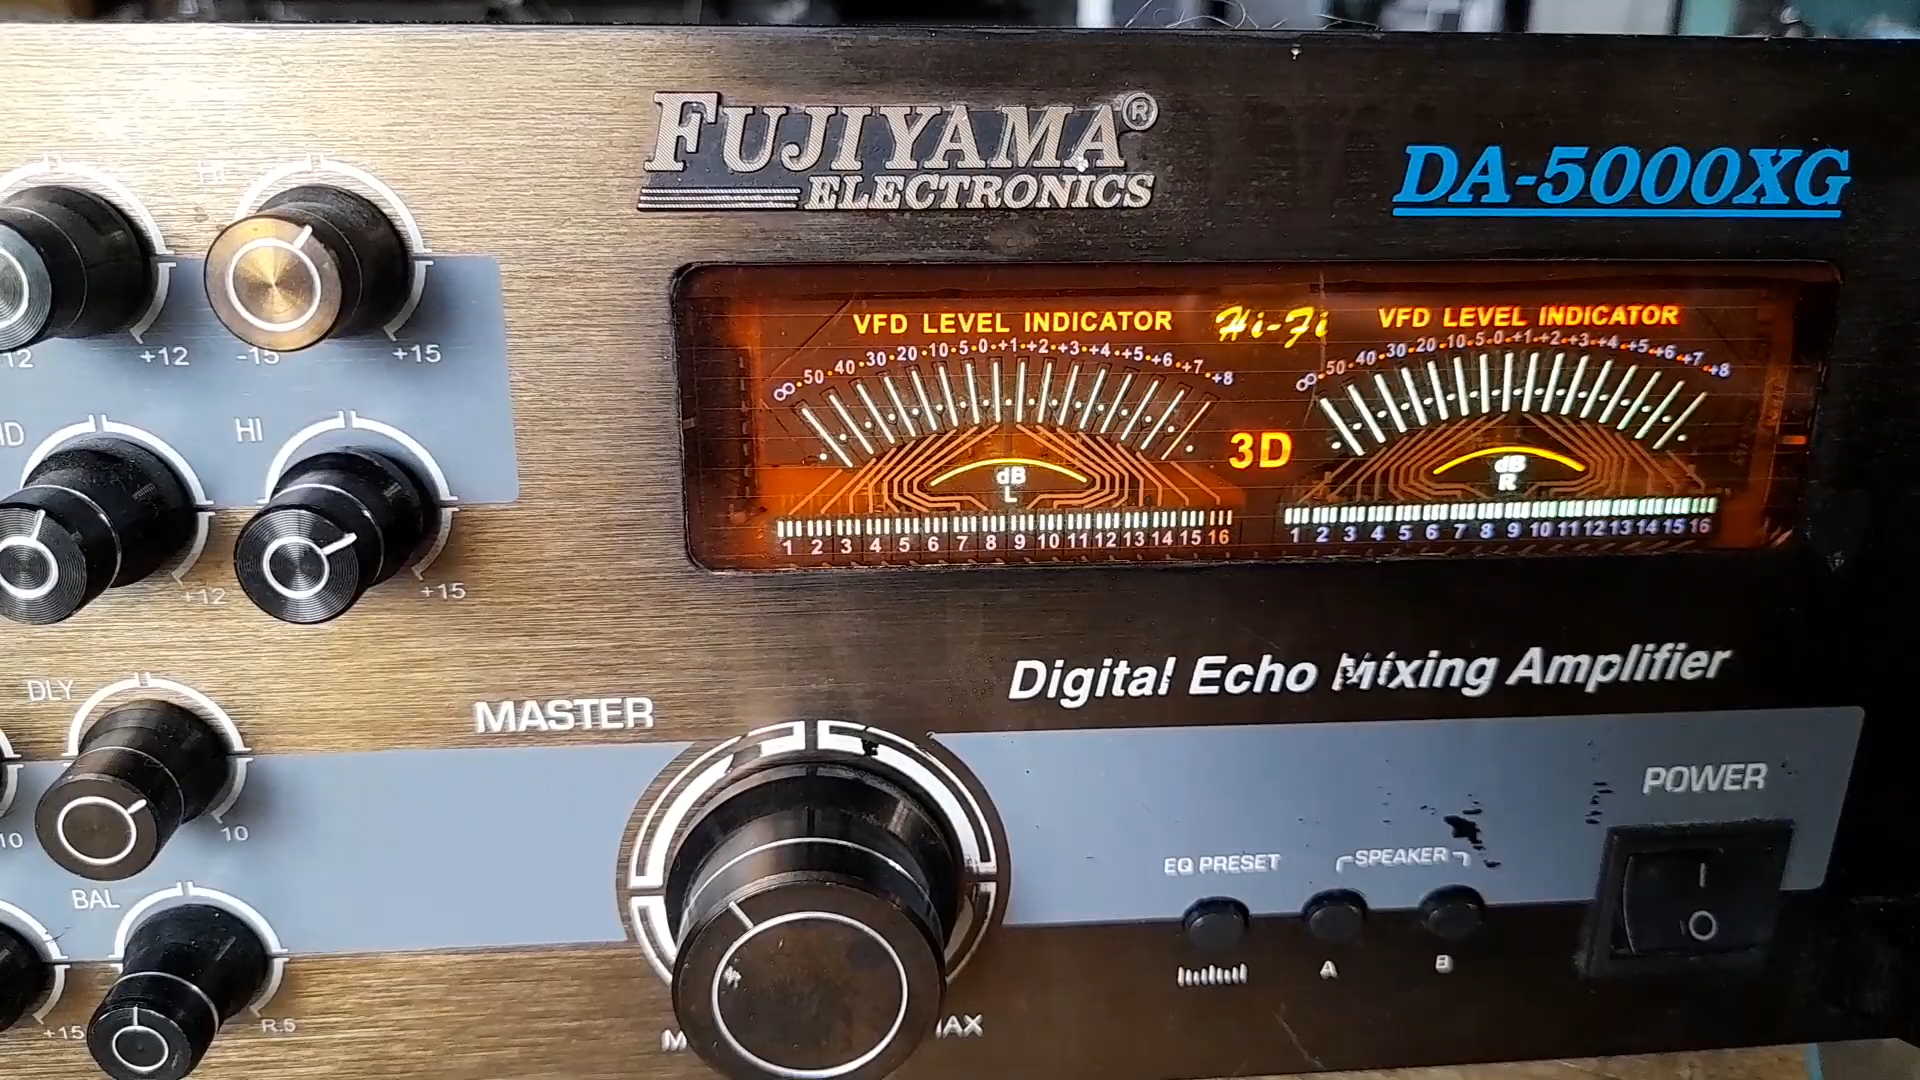 FUJIYAMA®
ELECTRONICS
DA-5000XG
HI
+12
-15
+15
HI
+12
+15
VFD LEVEL INDICATOR
Hi-Fi
VFD LEVEL INDICATOR
∞ 50 40 30 20 10 5 0 +1 +2 +3 +4 +5 +6 +7 +8
∞ 50 40 30 20 10 5 0 +1 +2 +3 +4 +5 +6 +7 +8
3D
dB
L
dB
R
1 2 3 4 5 6 7 8 9 10 11 12 13 14 15 16
1 2 3 4 5 6 7 8 9 10 11 12 13 14 15 16
Digital Echo Mixing Amplifier
DLY
10
10
MASTER
POWER
EQ PRESET
SPEAKER
A
B
I
O
BAL
+15
R.5